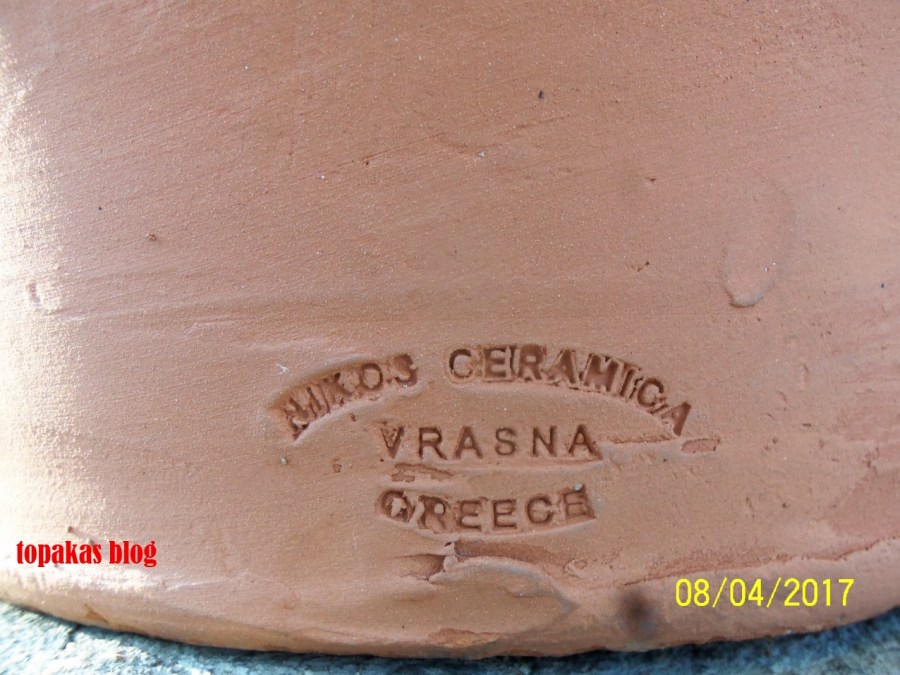 NIKOS CERAMICA
VRASNA
GREECE
topakas blog
08/04/2017